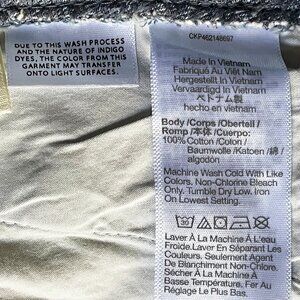 DUE TO THIS WASH PROCESS
AND THE NATURE OF INDIGO
DYES, THE COLOR FROM THIS
GARMENT MAY TRANSFER
ONTO LIGHT SURFACES.
CKP462148697
Made In Vietnam
Fabriqué Au Viêt Nam
Hergestellt In Vietnam
Vervaardigd In Vietnam
ベトナム製
Hecho en vietnam
Body /Corps /Obertell /
Romp /本体 /Cuerpo:
100% Cotton /Coton /
Baumwolle /Katoen /綿 /
algodón
Machine Wash Cold With Like
Colors. Non-Chlorine Bleach
Only. Tumble Dry Low. Iron
on Lowest Setting.
Laver À La Machine À L'eau
Froide.Laver En Séparant Les
Couleurs. Seulement Agent
De Blanchiment Non-Chlore.
Sécher À La Machine À
Basse Température. Fer Au
Réglage Le Plus Bas.